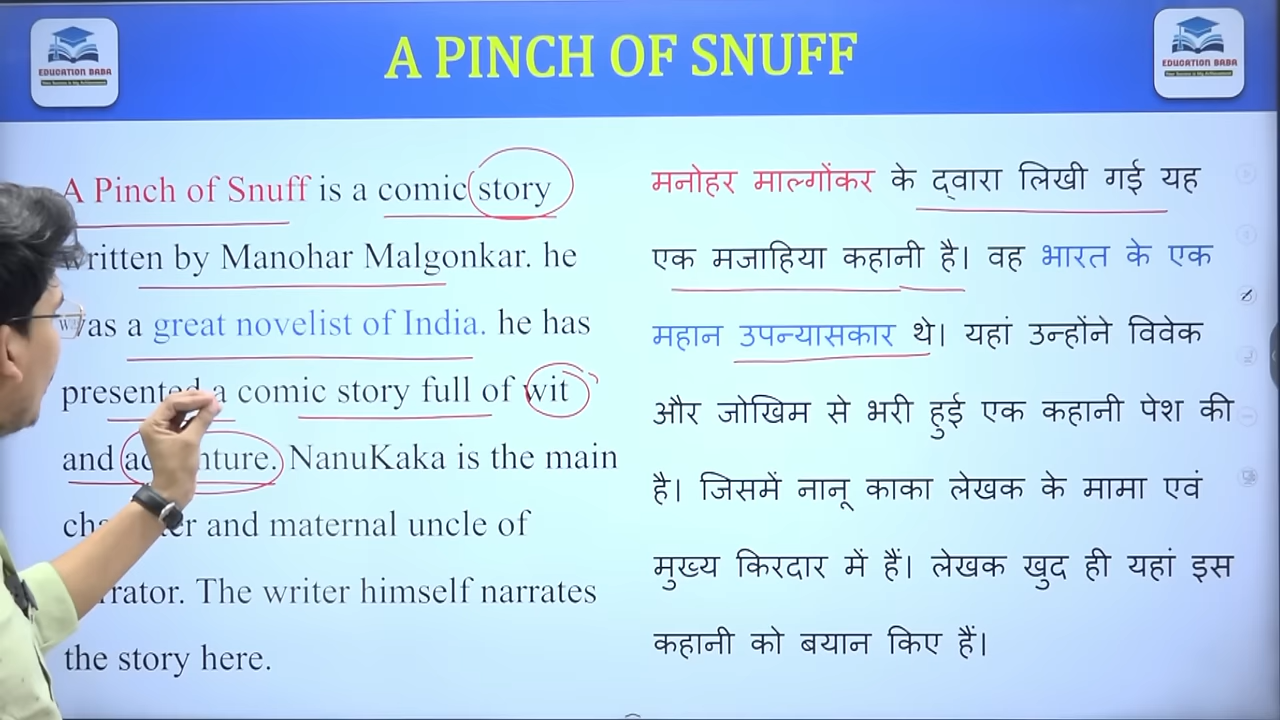 EDUCATION BABA
A PINCH OF SNUFF
EDUCATION BABA
A Pinch of Snuff is a comic story
written by Manohar Malgonkar. he
was a great novelist of India. he has
presented a comic story full of wit
and NanuKaka is the main
and maternal uncle of
The writer himself narrates
the story here.
मनोहर माल्गोंकर के द्वारा लिखी गई यह
एक मजाहिया कहानी है। वह भारत के एक
महान उपन्यासकार थे। यहां उन्होंने विवेक
और जोखिम से भरी हुई एक कहानी पेश की
है। जिसमें नानू काका लेखक के मामा एवं
मुख्य किरदार में हैं। लेखक खुद ही यहां इस
कहानी को बयान किए हैं।